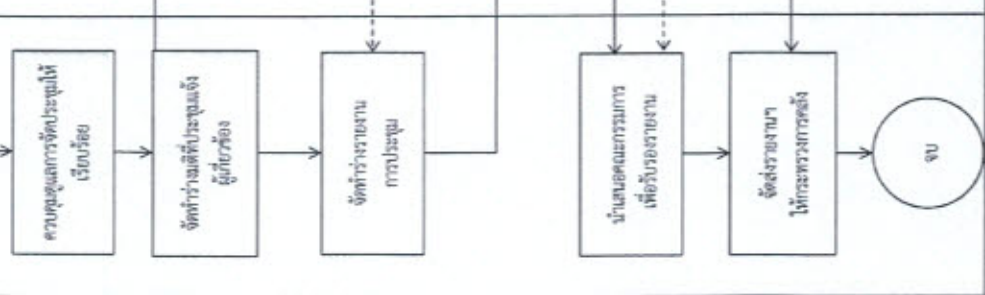 ควบคุมดูแลการจัดประชุมให้
เรียบร้อย
จัดทำร่างมติที่ประชุมแจ้ง
ผู้เกี่ยวข้อง
จัดทำร่างรายงาน
การประชุม
นำเสนอคณะกรรมการ
เพื่อรับรองรายงาน
จัดส่งรายงานฯ
ให้กระทรวงการคลัง
จบ